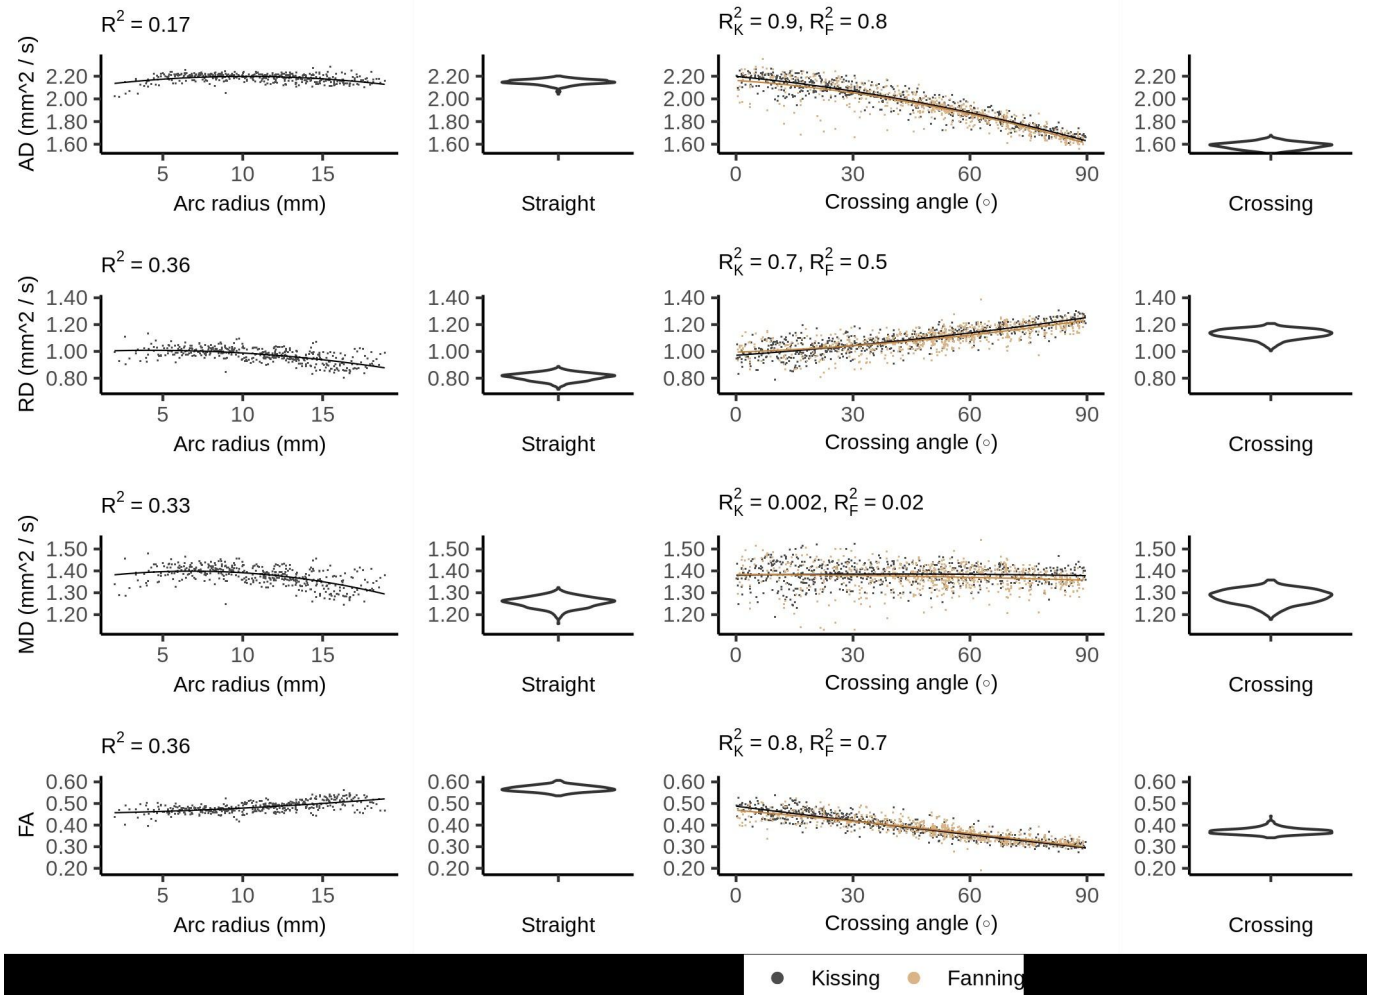 R² = 0.17
R²K = 0.9, R²F = 0.8
AD (mm^2 / s)
2.20
2.00
1.80
1.60
5 10 15
Arc radius (mm)
2.20
2.00
1.80
1.60
Straight
2.20
2.00
1.80
1.60
0 30 60 90
Crossing angle (◦)
2.20
2.00
1.80
1.60
Crossing
R² = 0.36
R²K = 0.7, R²F = 0.5
RD (mm^2 / s)
1.40
1.20
1.00
0.80
5 10 15
Arc radius (mm)
1.40
1.20
1.00
0.80
Straight
1.40
1.20
1.00
0.80
0 30 60 90
Crossing angle (◦)
1.40
1.20
1.00
0.80
Crossing
R² = 0.33
R²K = 0.002, R²F = 0.02
MD (mm^2 / s)
1.50
1.40
1.30
1.20
5 10 15
Arc radius (mm)
1.50
1.40
1.30
1.20
Straight
1.50
1.40
1.30
1.20
0 30 60 90
Crossing angle (◦)
1.50
1.40
1.30
1.20
Crossing
R² = 0.36
R²K = 0.8, R²F = 0.7
FA
0.60
0.50
0.40
0.30
0.20
5 10 15
Arc radius (mm)
0.60
0.50
0.40
0.30
0.20
Straight
0.60
0.50
0.40
0.30
0.20
0 30 60 90
Crossing angle (◦)
0.60
0.50
0.40
0.30
0.20
Crossing
Kissing Fanning